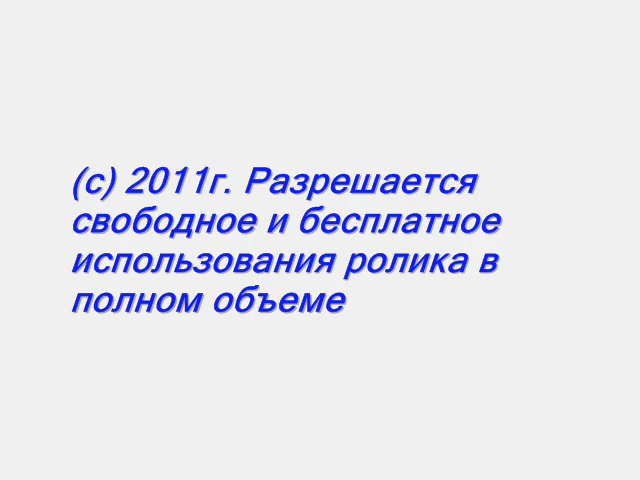 (с) 2011г. Разрешается
свободное и бесплатное
использования ролика в
полном объеме